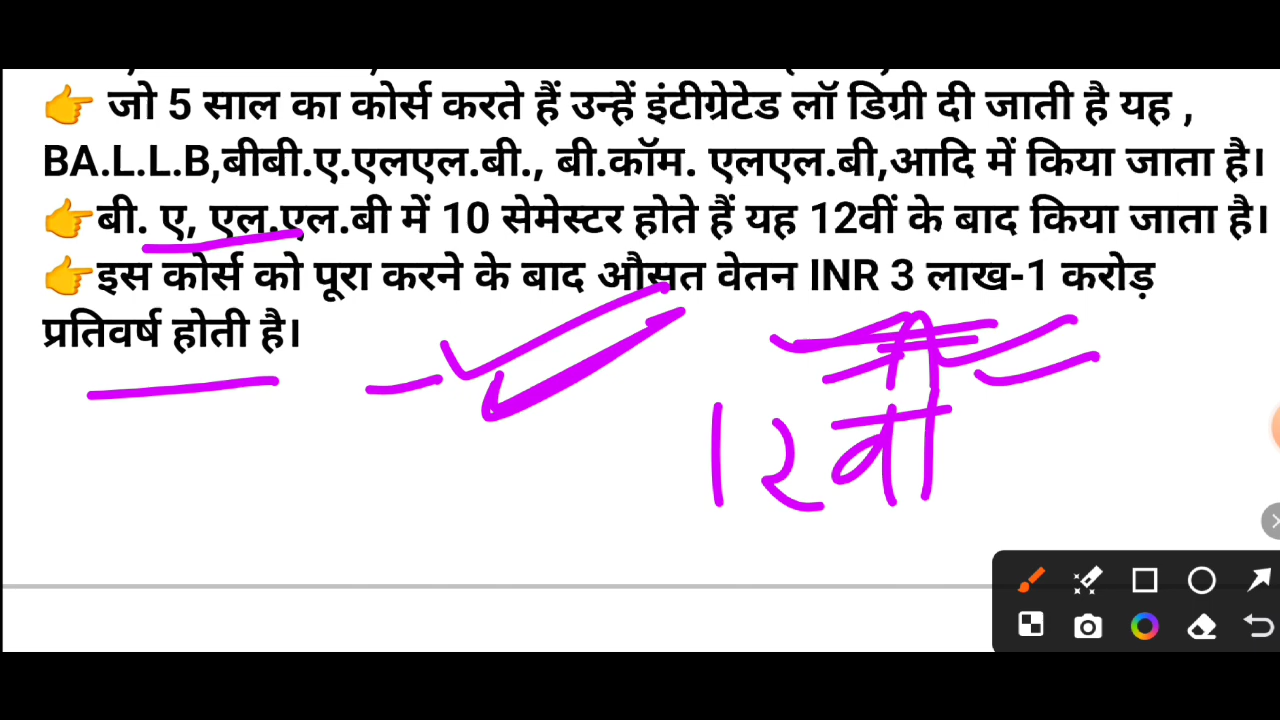 👉 जो 5 साल का कोर्स करते हैं उन्हें इंटीग्रेटेड लॉ डिग्री दी जाती है यह ,
BA.L.L.B,बीबी.ए.एलएल.बी., बी.कॉम. एलएल.बी,आदि में किया जाता है।
👉बी. ए, एल.एल.बी में 10 सेमेस्टर होते हैं यह 12वीं के बाद किया जाता है।
👉इस कोर्स को पूरा करने के बाद औसत वेतन INR 3 लाख-1 करोड़
प्रतिवर्ष होती है।
12वीं